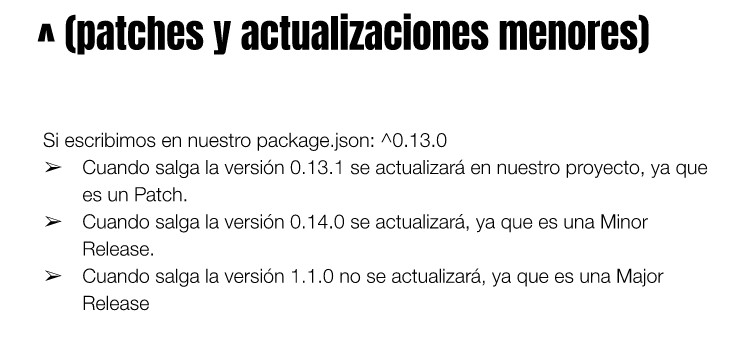 ^ (patches y actualizaciones menores)
Si escribimos en nuestro package.json: ^0.13.0
➢ Cuando salga la versión 0.13.1 se actualizará en nuestro proyecto, ya que
es un Patch.
➢ Cuando salga la versión 0.14.0 se actualizará, ya que es una Minor
Release.
➢ Cuando salga la versión 1.1.0 no se actualizará, ya que es una Major
Release